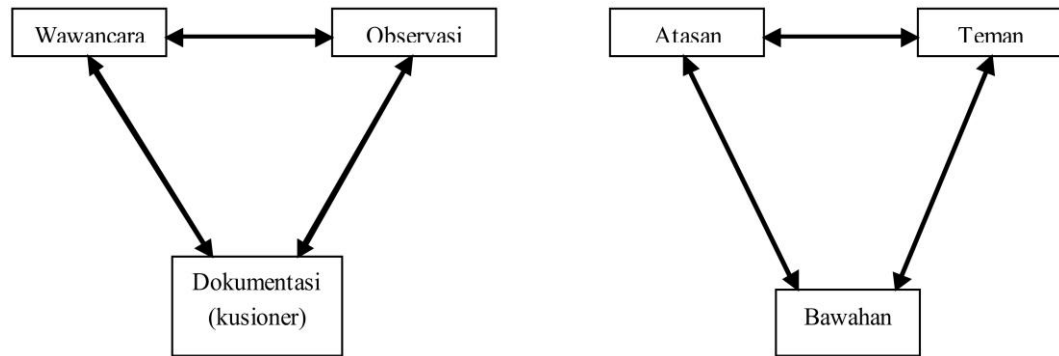 Wawancara
Observasi
Dokumentasi
(kusioner)
Atasan
Teman
Bawahan